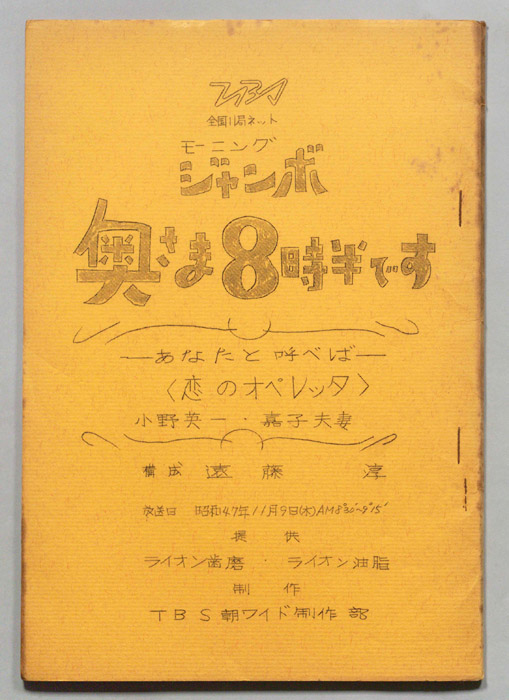 TBS
全国11局ネット
モーニング
ジャンボ
奥さま8時半です
―あなたと呼べば―
〈恋のオペレッタ〉
小野英一・嘉子夫妻
構成 遠藤 淳
放送日 昭和47年11月9日(木)AM8°30'~9°15'
提供
ライオン歯磨・ライオン油脂
制作
TBS朝ワイド制作部